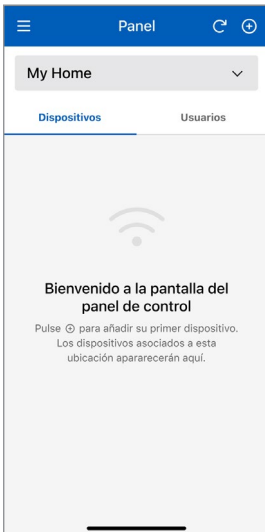 Panel
My Home
Dispositivos Usuarios
Bienvenido a la pantalla del
panel de control
Pulse ⊕ para añadir su primer dispositivo.
Los dispositivos asociados a esta
ubicación apararecerán aquí.